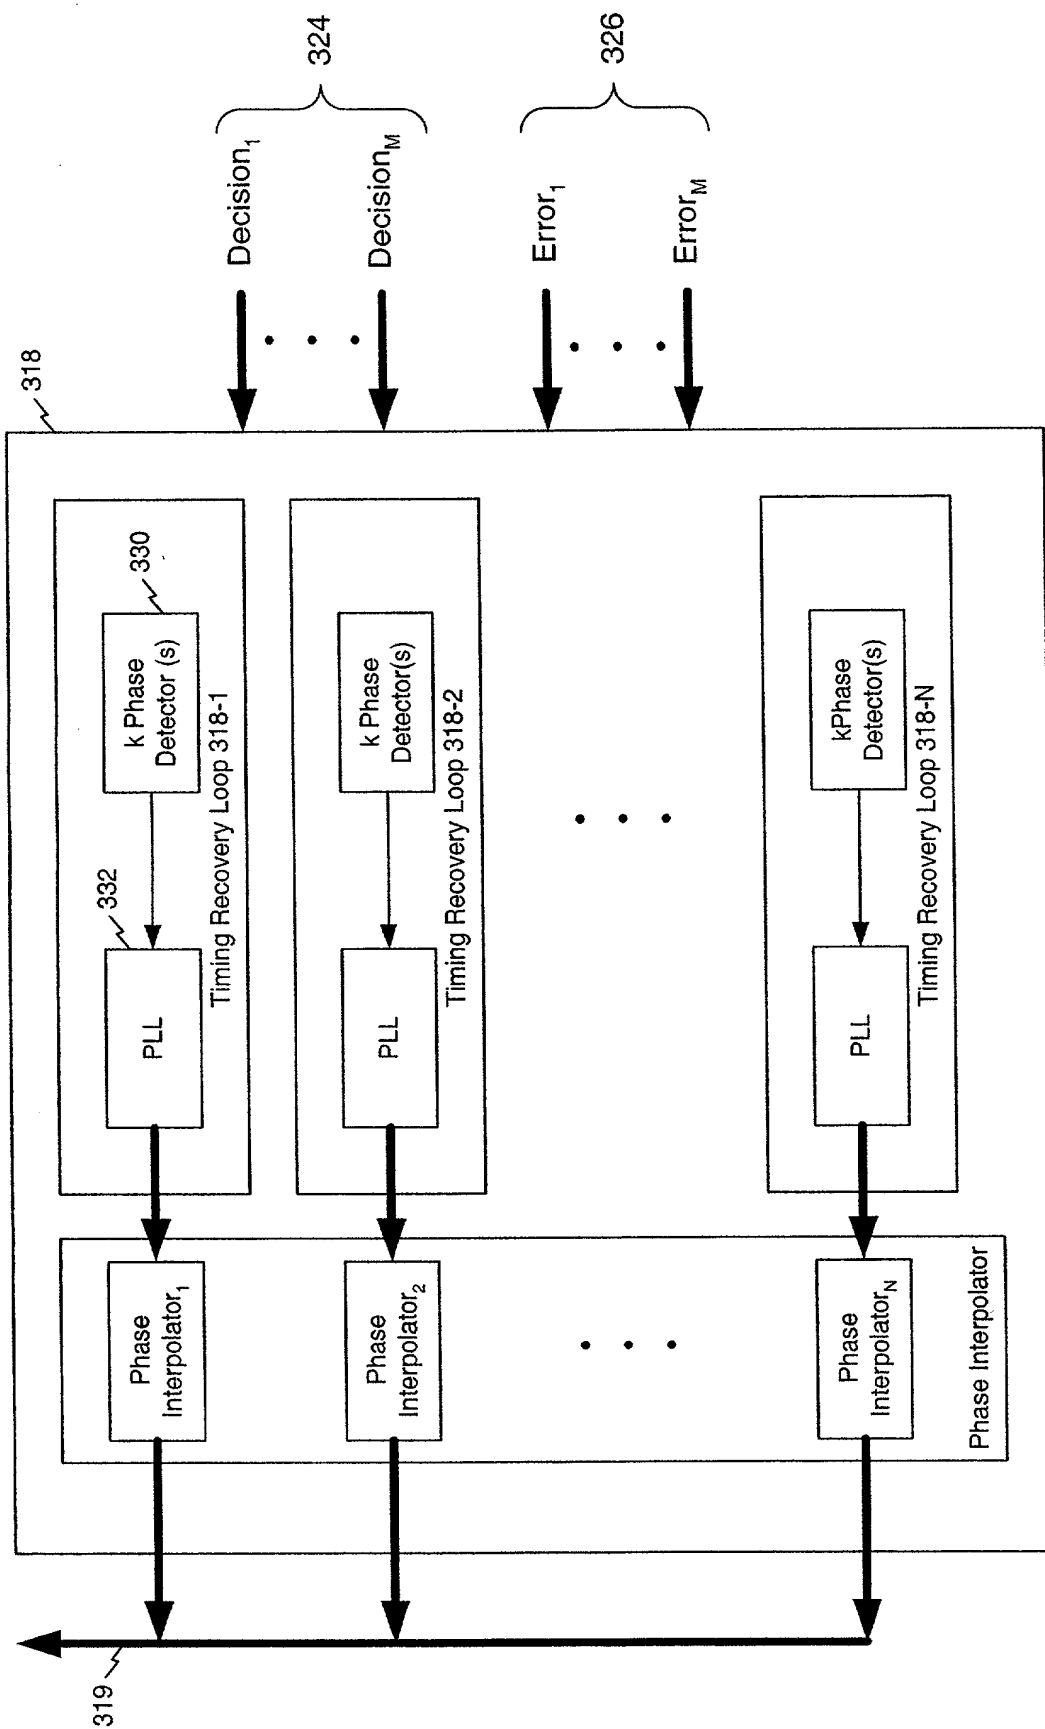 318
324
Decision1
DecisionM
326
Error1
ErrorM
330
k Phase
Detector (s)
332
PLL
Timing Recovery Loop 318-1
k Phase
Detector(s)
PLL
Timing Recovery Loop 318-2
kPhase
Detector(s)
PLL
Timing Recovery Loop 318-N
Phase
Interpolator1
Phase
Interpolator2
Phase
InterpolatorN
Phase Interpolator
319